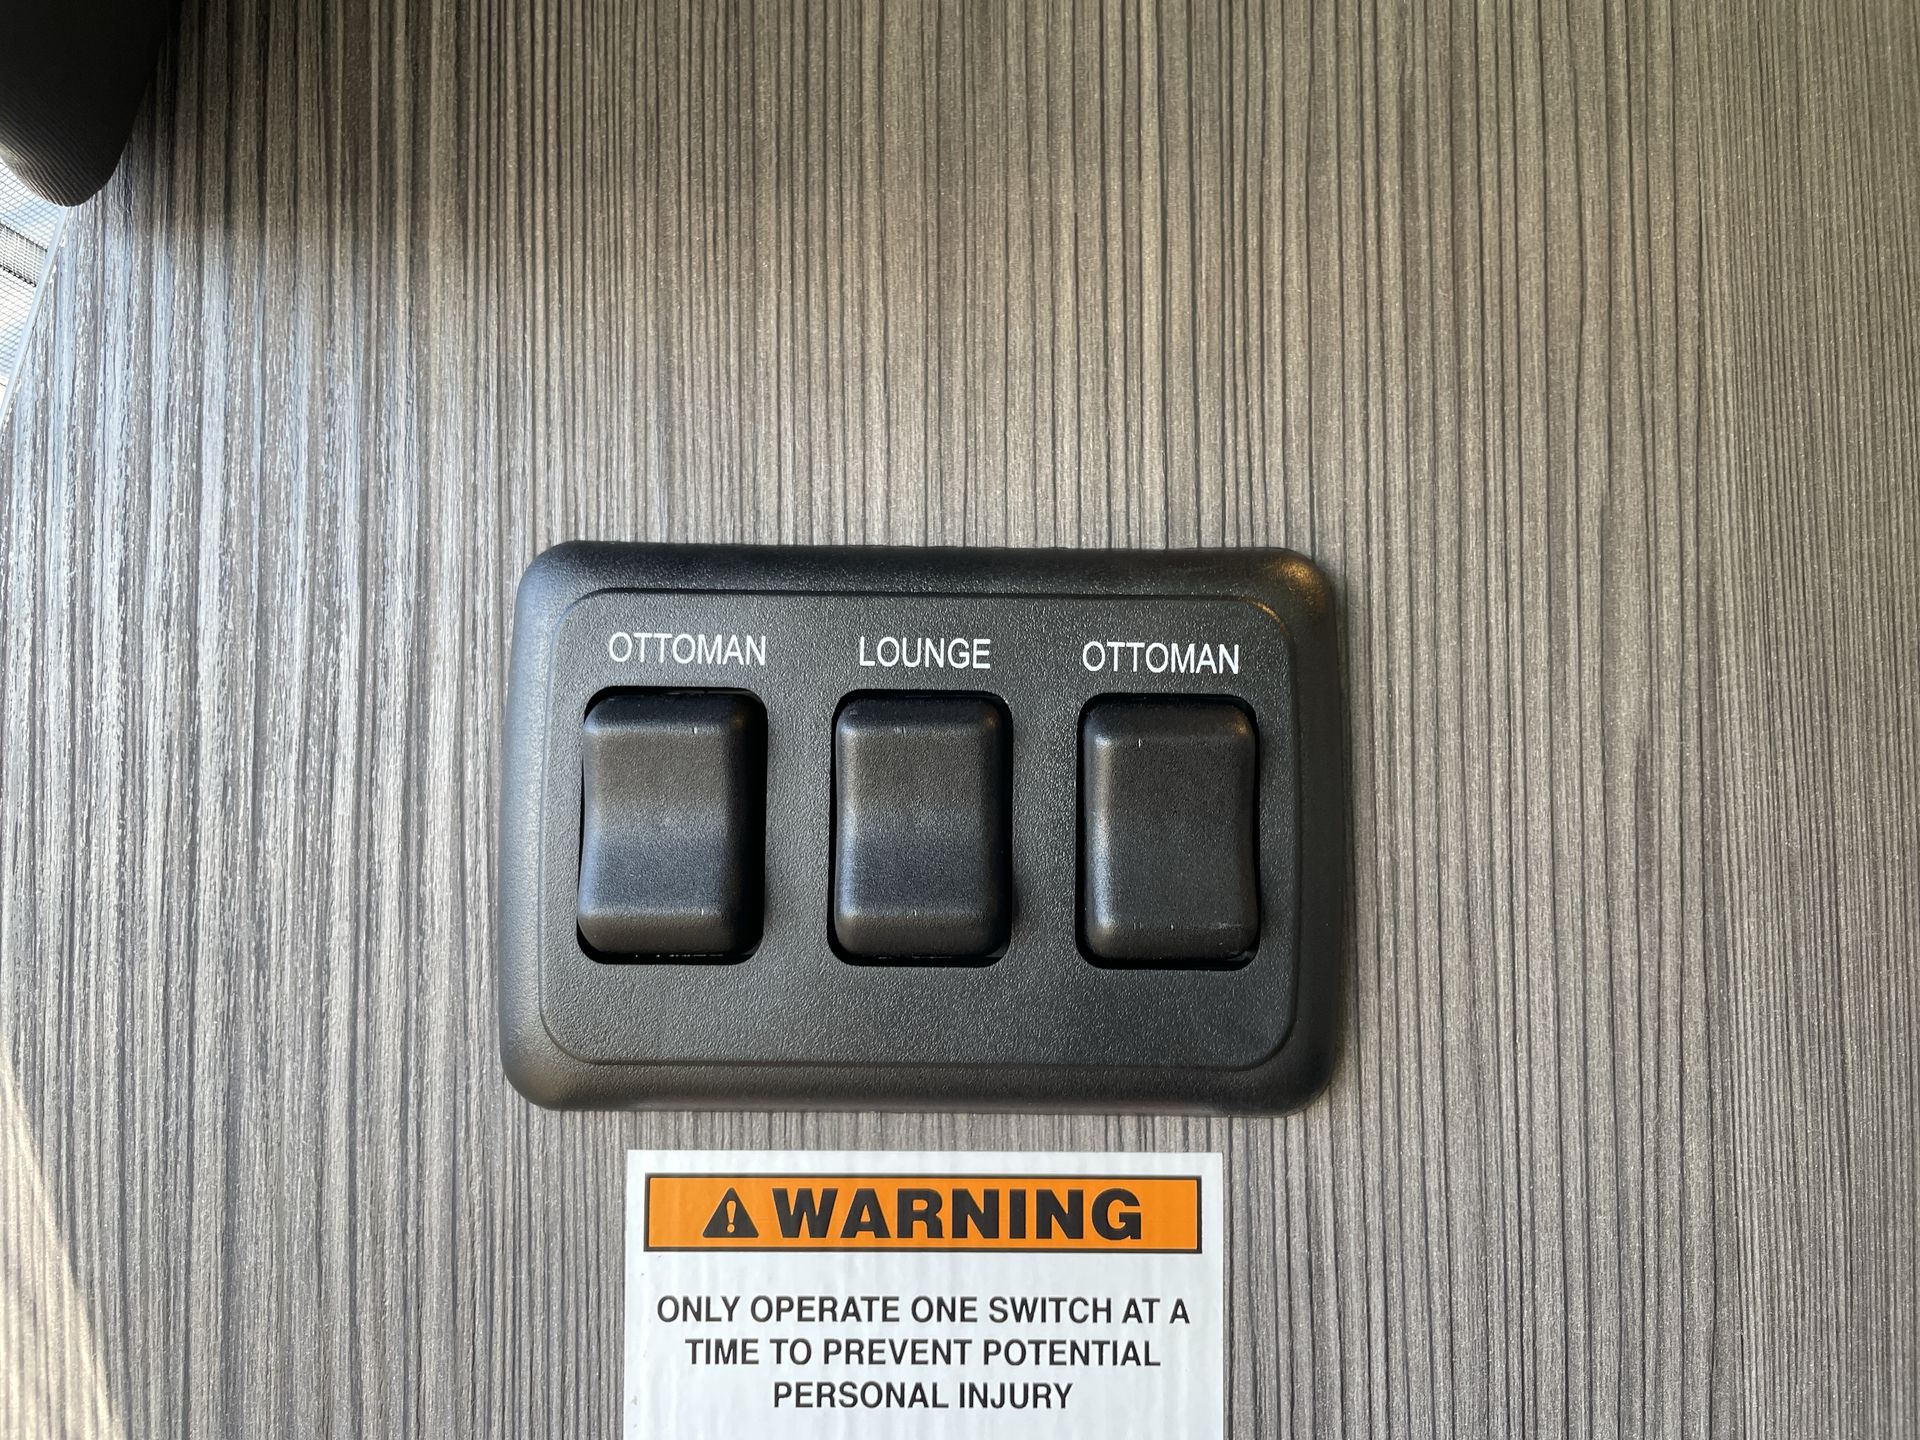 OTTOMAN LOUNGE OTTOMAN
WARNING
ONLY OPERATE ONE SWITCH AT A
TIME TO PREVENT POTENTIAL
PERSONAL INJURY